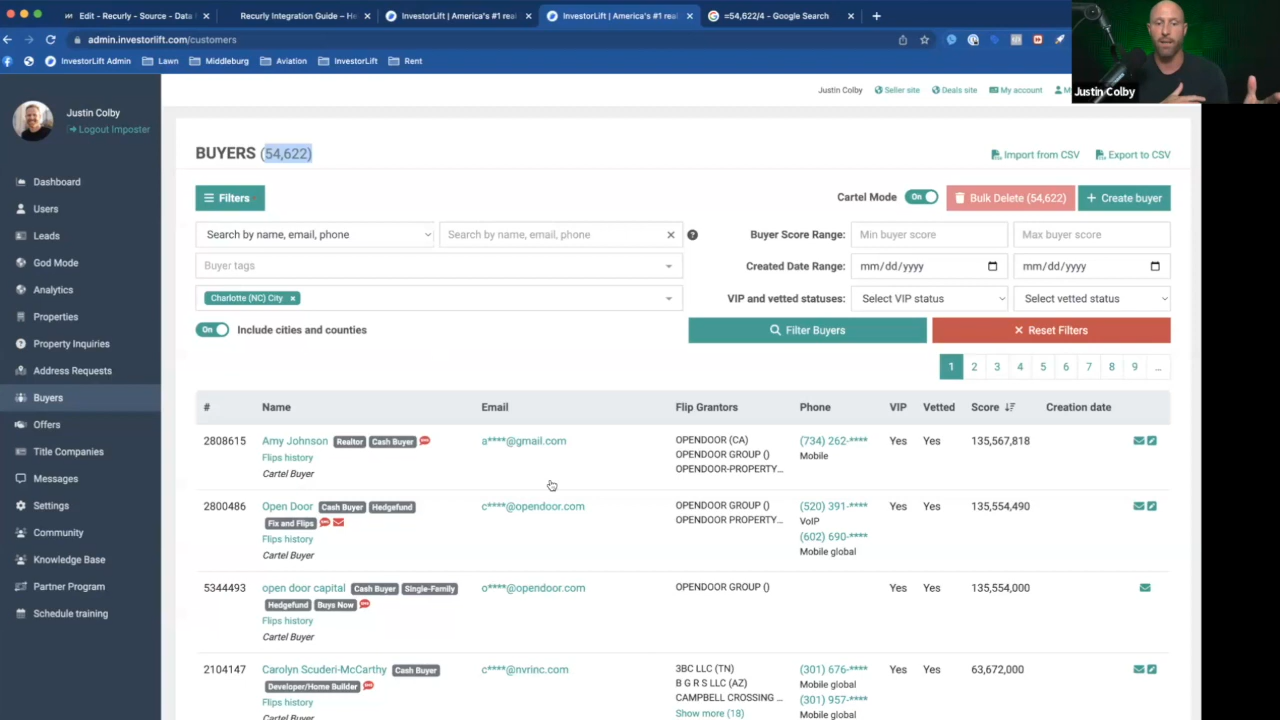 Edit - Recurly - Source - Data
Recurly Integration Guide – He
InvestorLift | America's #1 real
InvestorLift | America's #1 real
=54,622/4 - Google Search
admin.investorlift.com/customers
InvestorLift Admin
Lawn
Middleburg
Aviation
InvestorLift
Rent
Justin Colby
Justin Colby
Logout Imposter
Justin Colby
Seller site
Deals site
My account
Dashboard
Users
Leads
God Mode
Analytics
Properties
Property Inquiries
Address Requests
Buyers
Offers
Title Companies
Messages
Settings
Community
Knowledge Base
Partner Program
Schedule training
BUYERS (54,622)
Import from CSV
Export to CSV
Filters
Cartel Mode
On
Bulk Delete (54,622)
+ Create buyer
Search by name, email, phone
Search by name, email, phone
Buyer Score Range:
Min buyer score
Max buyer score
Buyer tags
Created Date Range:
mm/dd/yyyy
mm/dd/yyyy
Charlotte (NC) City ×
VIP and vetted statuses:
Select VIP status
Select vetted status
On
Include cities and counties
Filter Buyers
Reset Filters
1 2 3 4 5 6 7 8 9 ...
# Name Email Flip Grantors Phone VIP Vetted Score Creation date
2808615 Amy Johnson Realtor Cash Buyer a****@gmail.com OPENDOOR (CA) (734) 262-**** Yes Yes 135,567,818
Flips history OPENDOOR GROUP () Mobile
Cartel Buyer OPENDOOR-PROPERTY...
2800486 Open Door Cash Buyer Hedgefund c****@opendoor.com OPENDOOR GROUP () (520) 391-**** Yes Yes 135,554,490
Fix and Flips OPENDOOR PROPERTY... VoIP
Flips history (602) 690-****
Cartel Buyer Mobile global
5344493 open door capital Cash Buyer Single-Family o****@opendoor.com OPENDOOR GROUP () Yes Yes 135,554,000
Hedgefund Buys Now
Flips history
Cartel Buyer
2104147 Carolyn Scuderi-McCarthy Cash Buyer c****@nvrinc.com 3BC LLC (TN) (301) 676-**** Yes Yes 63,672,000
Developer/Home Builder B G R S LLC (AZ) Mobile global
Flips history CAMPBELL CROSSING ... (301) 957-****
Cartel Buyer Show more (18) Mobile global